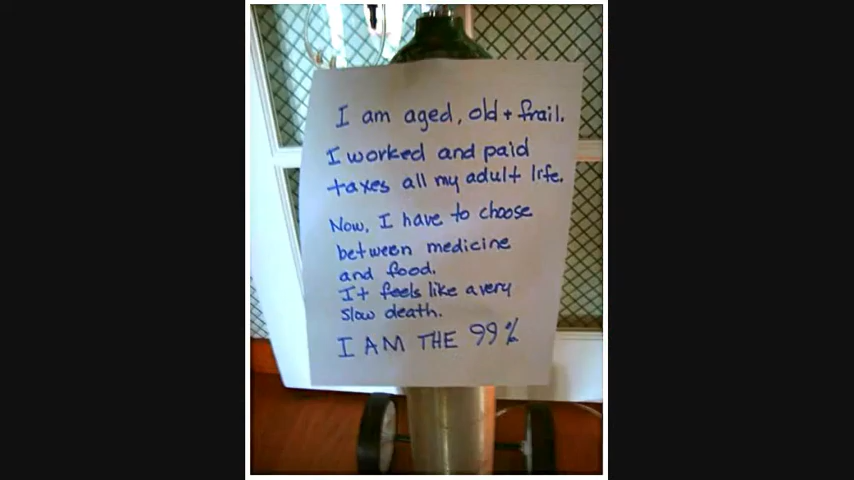 I am aged, old + frail.
I worked and paid
taxes all my adult life.
Now, I have to choose
between medicine
and food.
It feels like a very
slow death.
I AM THE 99%